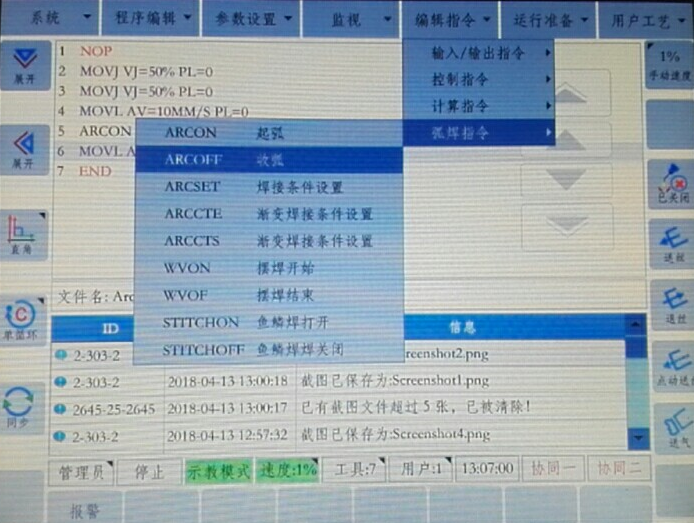 系统 程序编辑 参数设置 监视 编辑指令 运行准备 用户工艺
展开
展开
直角
单循环
同步
1 NOP
2 MOVJ VJ=50% PL=0
3 MOVJ VJ=50% PL=0
4 MOVL AV=10MM/S PL=0
5 ARCON
6 MOVL A
7 END
输入/输出指令
控制指令
计算指令
弧焊指令
ARCON 起弧
ARCOFF 收弧
ARCSET 焊接条件设置
ARCCTE 渐变焊接条件设置
ARCCTS 渐变焊接条件设置
WVON 摆焊开始
WVOF 摆焊结束
STITCHON 鱼鳞焊打开
STITCHOFF 鱼鳞焊焊关闭
1%
手动速度
已关闭
送丝
退丝
点动送
送气
文件名: Arc
ID 信息
2-303-2 reenshot2.png
2-303-2 2018-04-13 13:00:18 截图已保存为:Screenshot1.png
2645-25-2645 2018-04-13 13:00:17 已有截图文件超过 5 张，已被清除!
2-303-2 2018-04-13 12:57:32 截图已保存为:Screenshot4.png
管理员 停止 示教模式 速度:1% 工具:7 用户:1 13:07:00 协同一 协同二
报警